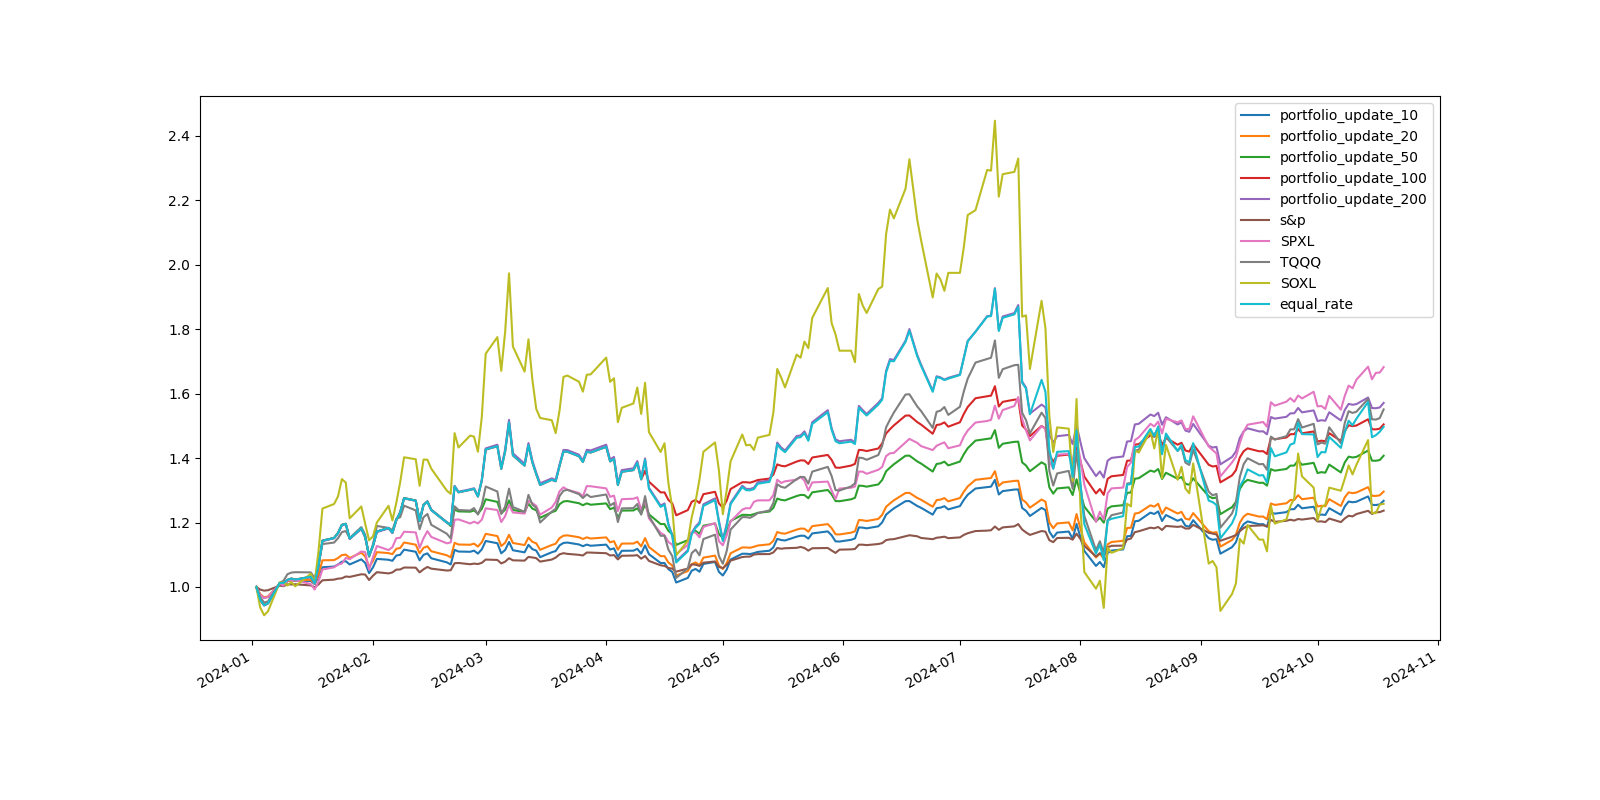 2.4
2.2
2.0
1.8
1.6
1.4
1.2
1.0
portfolio_update_10
portfolio_update_20
portfolio_update_50
portfolio_update_100
portfolio_update_200
s&p
SPXL
TQQQ
SOXL
equal_rate
2024-01
2024-02
2024-03
2024-04
2024-05
2024-06
2024-07
2024-08
2024-09
2024-10
2024-11